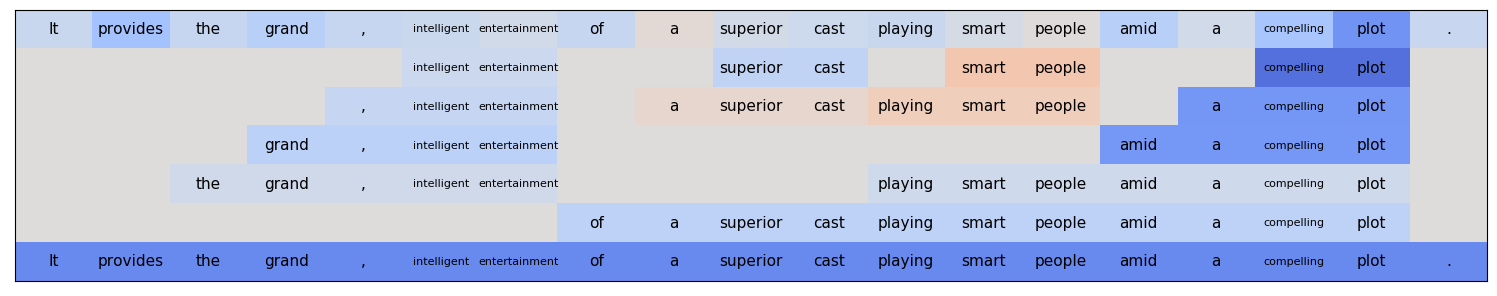 It provides the grand , intelligent entertainment of a superior cast playing smart people amid a compelling plot .
intelligent entertainment superior cast smart people compelling plot
, intelligent entertainment a superior cast playing smart people a compelling plot
grand , intelligent entertainment amid a compelling plot
the grand , intelligent entertainment playing smart people amid a compelling plot
of a superior cast playing smart people amid a compelling plot
It provides the grand , intelligent entertainment of a superior cast playing smart people amid a compelling plot .